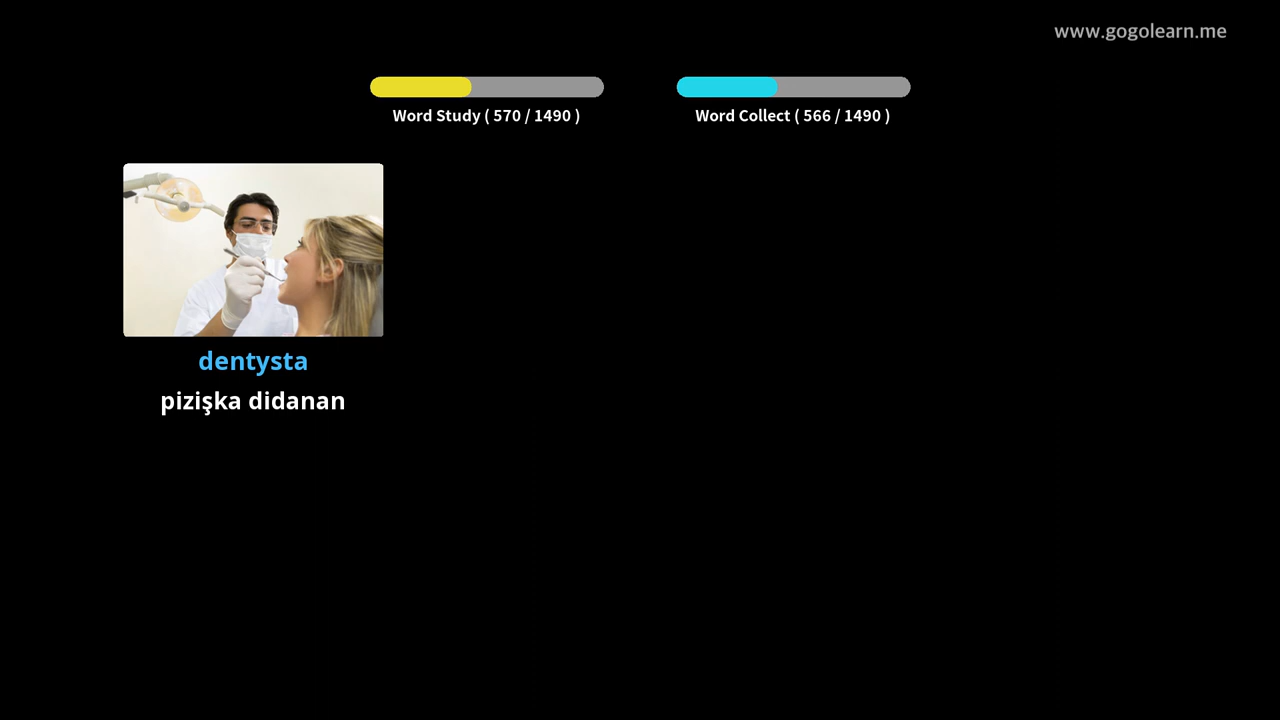 www.gogolearn.me
Word Study ( 570 / 1490 )
Word Collect ( 566 / 1490 )
dentysta
pizişka didanan